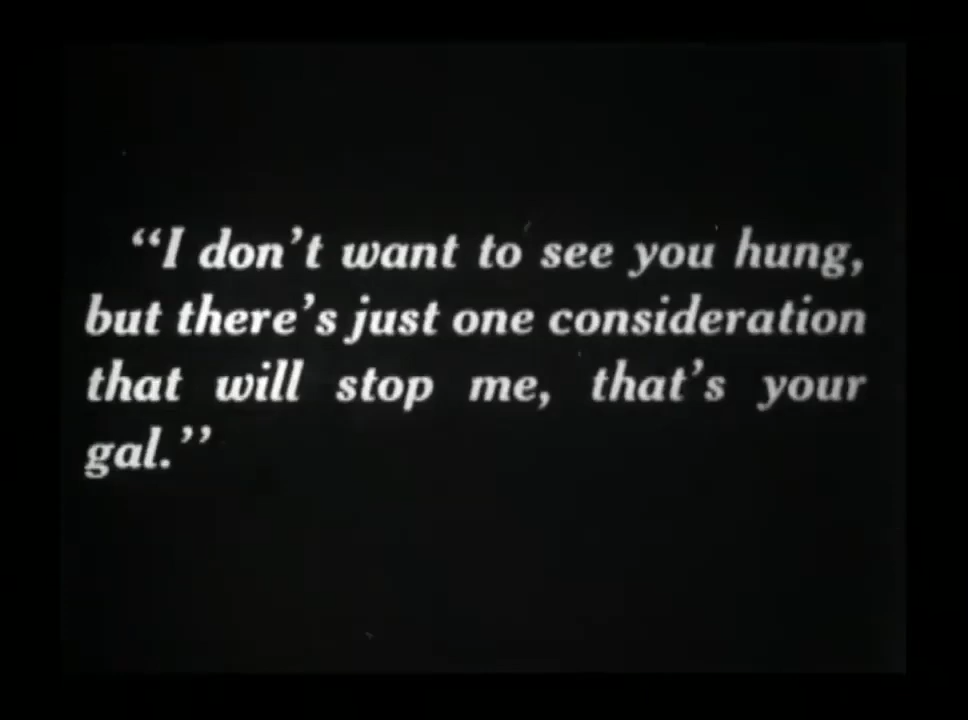 “I don’t want to see you hung,
but there’s just one consideration
that will stop me, that’s your
gal.”